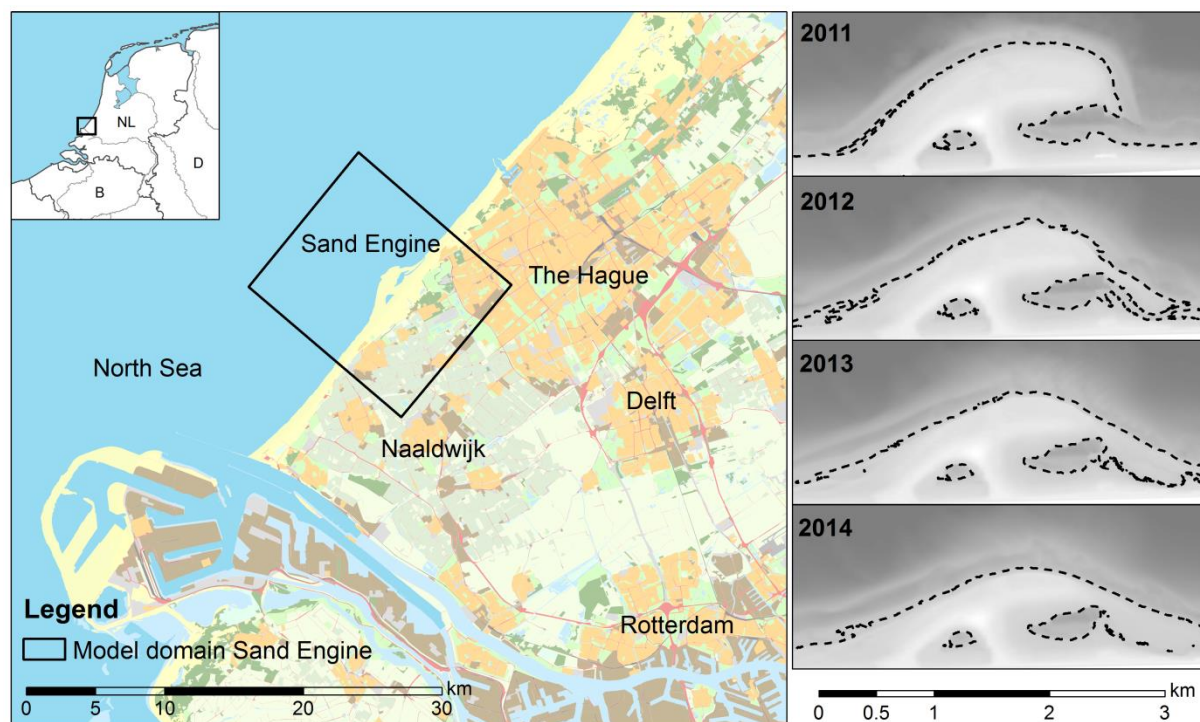 NL
D
B
Sand Engine
The Hague
North Sea
Delft
Naaldwijk
Rotterdam
Legend
Model domain Sand Engine
km
0 5 10 20 30
2011
2012
2013
2014
km
0 0.5 1 2 3